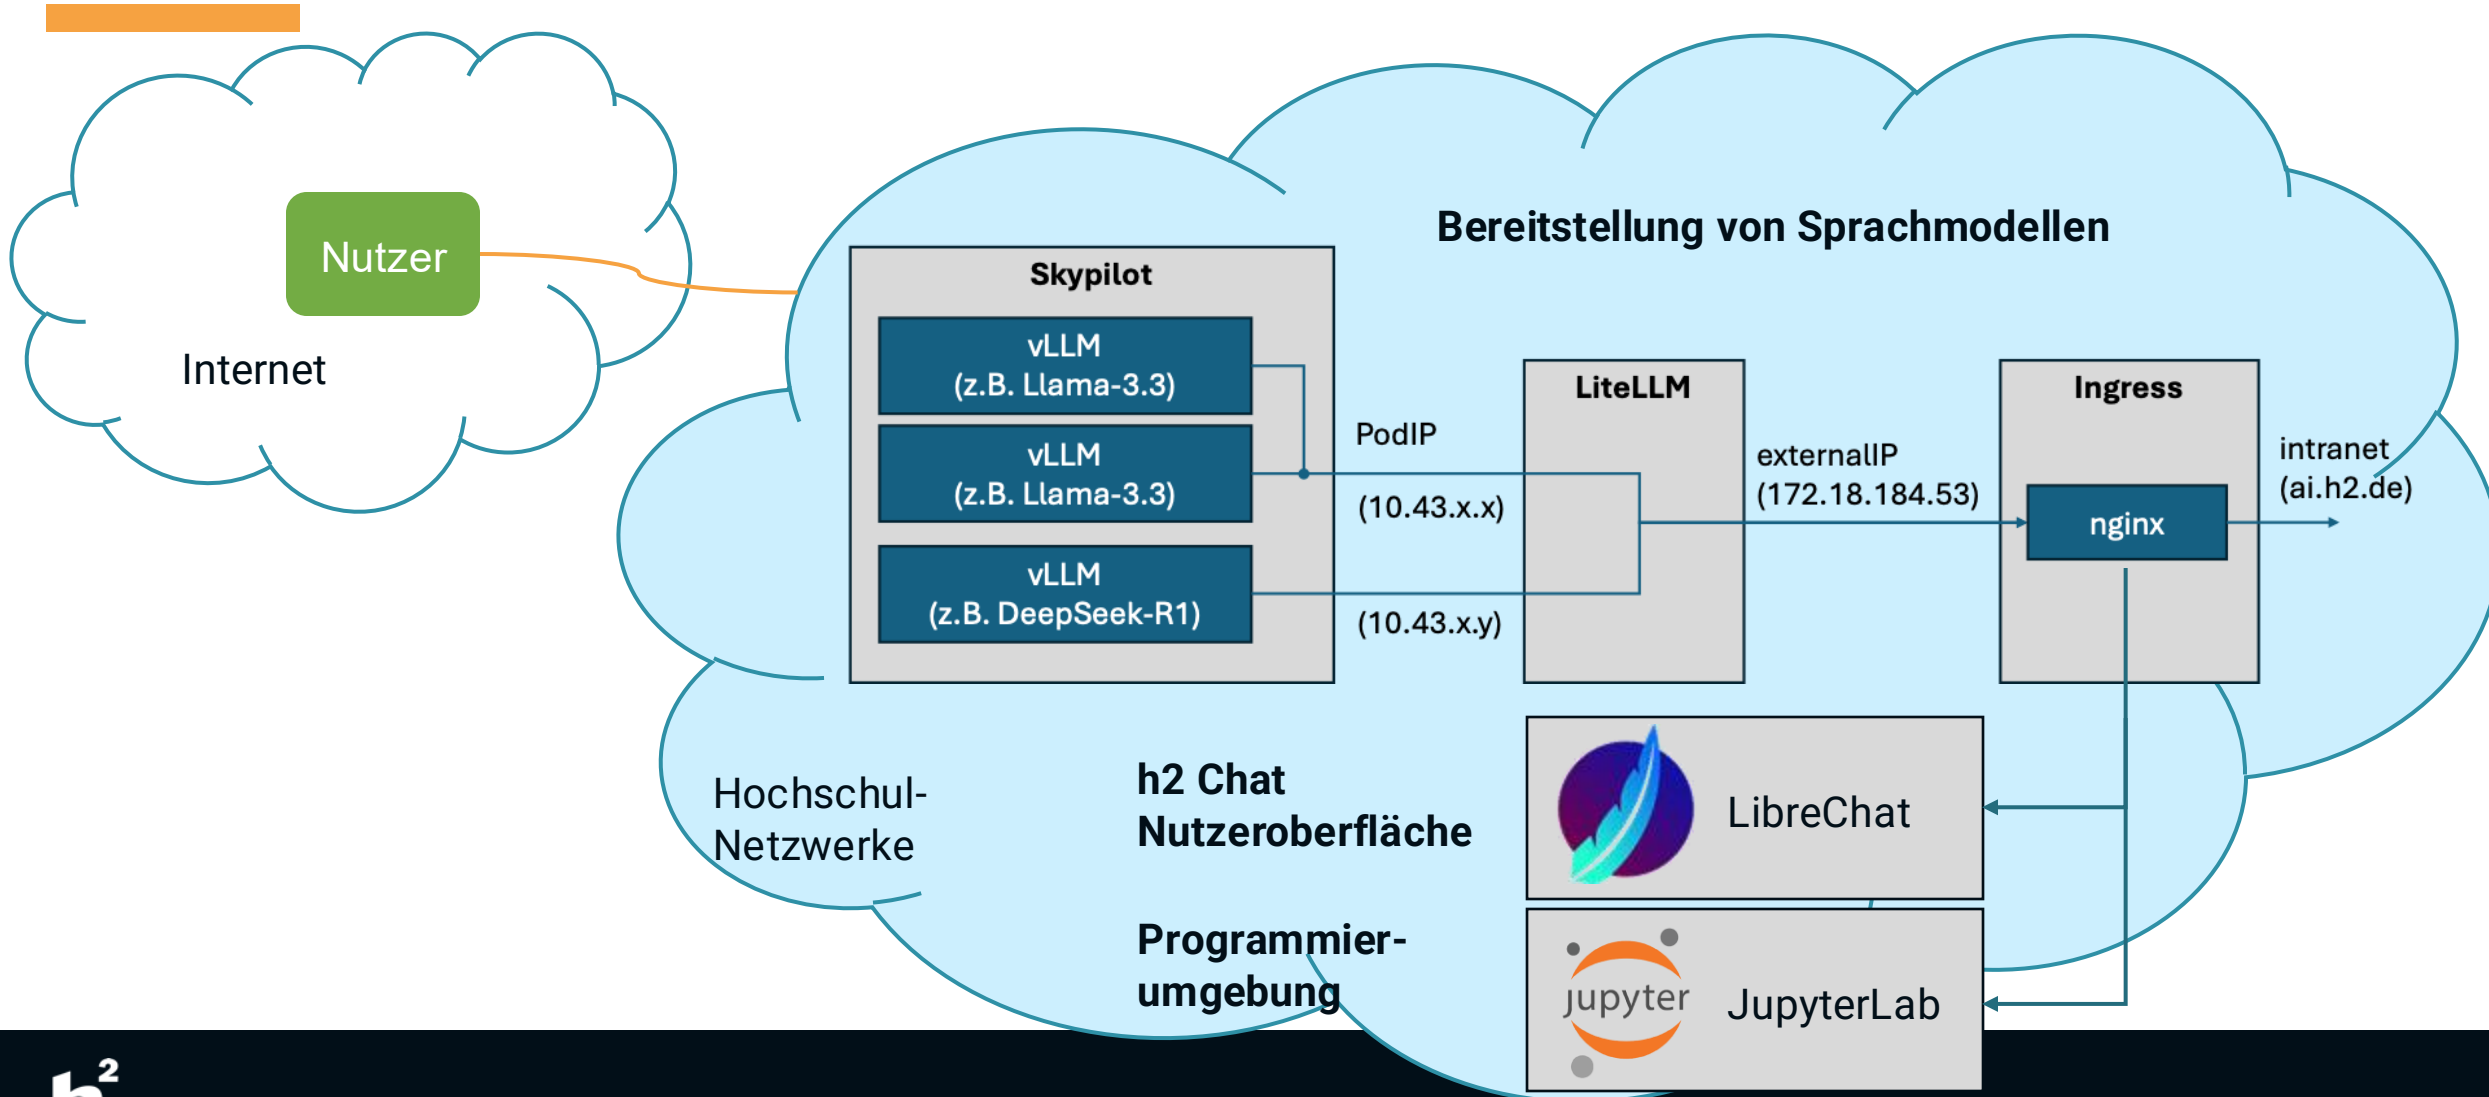 Nutzer
Internet
Bereitstellung von Sprachmodellen
Skypilot
vLLM
(z.B. Llama-3.3)
vLLM
(z.B. Llama-3.3)
vLLM
(z.B. DeepSeek-R1)
PodIP
(10.43.x.x)
(10.43.x.y)
LiteLLM
externalIP
(172.18.184.53)
Ingress
nginx
intranet
(ai.h2.de)
Hochschul-
Netzwerke
h2 Chat
Nutzeroberfläche
LibreChat
Programmier-
umgebung
jupyter
JupyterLab
h2